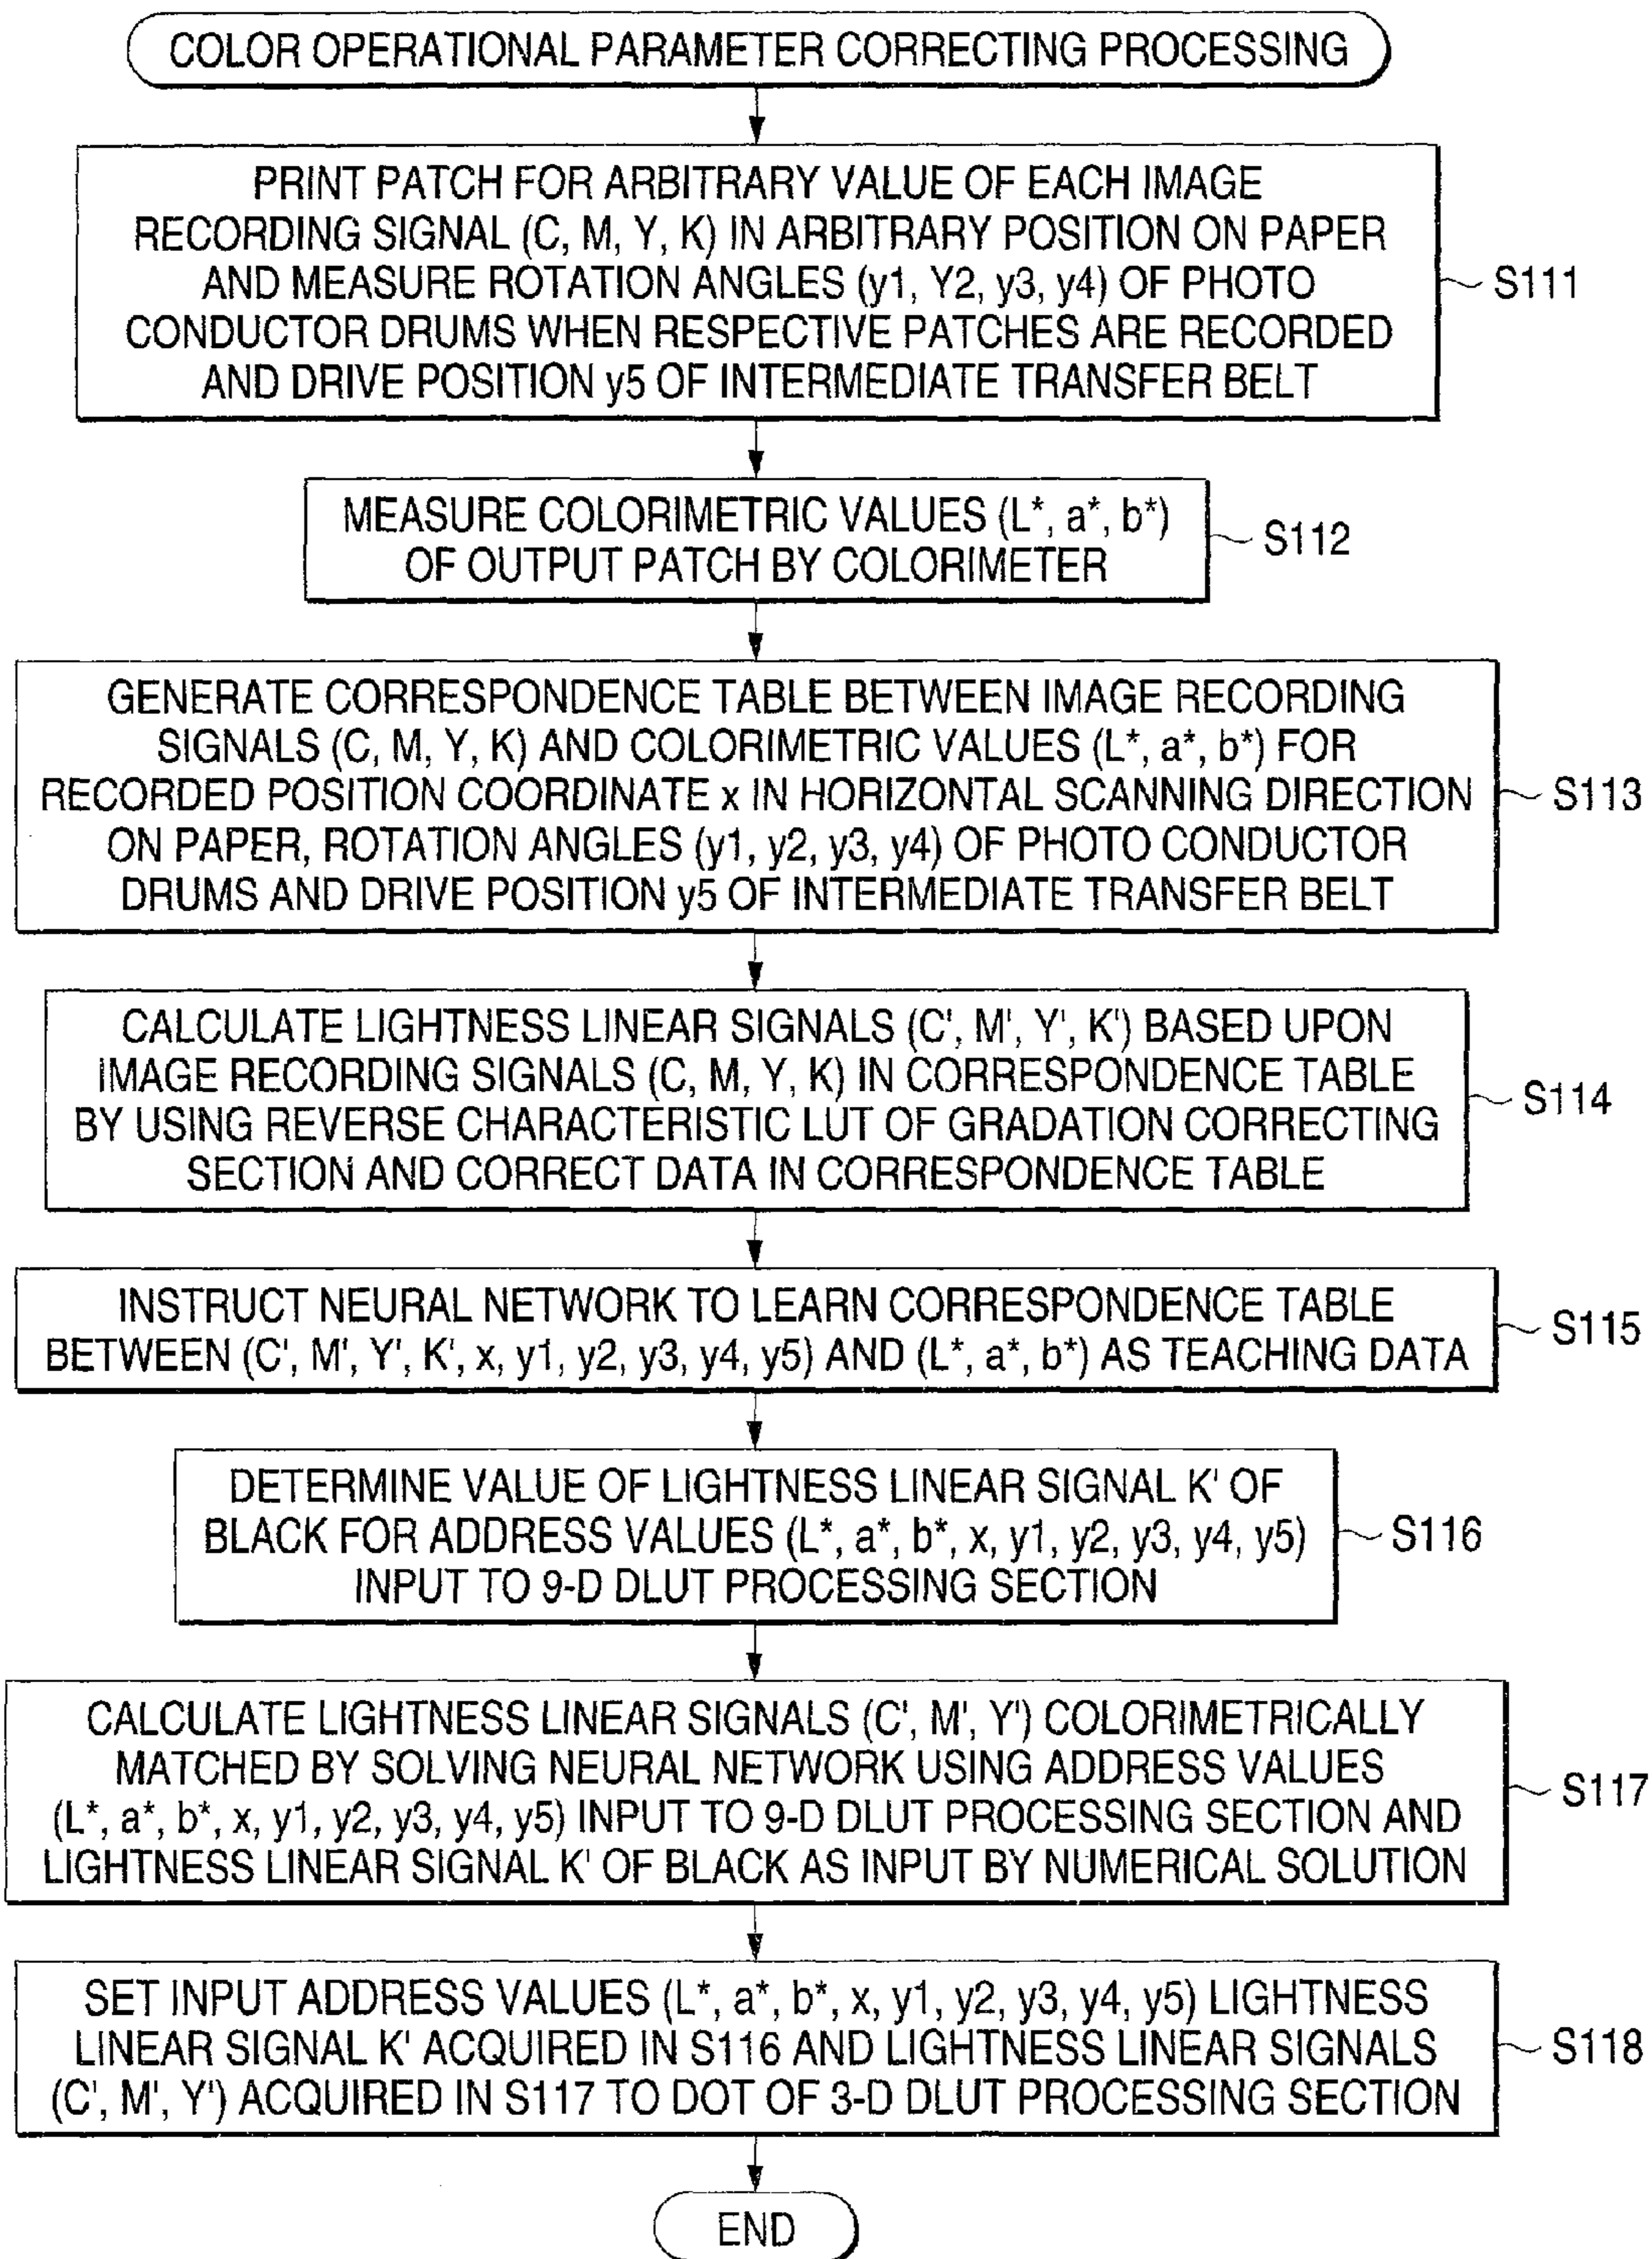 COLOR OPERATIONAL PARAMETER CORRECTING PROCESSING
PRINT PATCH FOR ARBITRARY VALUE OF EACH IMAGE
RECORDING SIGNAL (C, M, Y, K) IN ARBITRARY POSITION ON PAPER
AND MEASURE ROTATION ANGLES (y1, Y2, y3, y4) OF PHOTO
CONDUCTOR DRUMS WHEN RESPECTIVE PATCHES ARE RECORDED
AND DRIVE POSITION y5 OF INTERMEDIATE TRANSFER BELT
S111
MEASURE COLORIMETRIC VALUES (L*, a*, b*)
OF OUTPUT PATCH BY COLORIMETER
S112
GENERATE CORRESPONDENCE TABLE BETWEEN IMAGE RECORDING
SIGNALS (C, M, Y, K) AND COLORIMETRIC VALUES (L*, a*, b*) FOR
RECORDED POSITION COORDINATE x IN HORIZONTAL SCANNING DIRECTION
ON PAPER, ROTATION ANGLES (y1, y2, y3, y4) OF PHOTO CONDUCTOR
DRUMS AND DRIVE POSITION y5 OF INTERMEDIATE TRANSFER BELT
S113
CALCULATE LIGHTNESS LINEAR SIGNALS (C', M', Y', K') BASED UPON
IMAGE RECORDING SIGNALS (C, M, Y, K) IN CORRESPONDENCE TABLE
BY USING REVERSE CHARACTERISTIC LUT OF GRADATION CORRECTING
SECTION AND CORRECT DATA IN CORRESPONDENCE TABLE
S114
INSTRUCT NEURAL NETWORK TO LEARN CORRESPONDENCE TABLE
BETWEEN (C', M', Y', K', x, y1, y2, y3, y4, y5) AND (L*, a*, b*) AS TEACHING DATA
S115
DETERMINE VALUE OF LIGHTNESS LINEAR SIGNAL K' OF
BLACK FOR ADDRESS VALUES (L*, a*, b*, x, y1, y2, y3, y4, y5)
INPUT TO 9-D DLUT PROCESSING SECTION
S116
CALCULATE LIGHTNESS LINEAR SIGNALS (C', M', Y') COLORIMETRICALLY
MATCHED BY SOLVING NEURAL NETWORK USING ADDRESS VALUES
(L*, a*, b*, x, y1, y2, y3, y4, y5) INPUT TO 9-D DLUT PROCESSING SECTION AND
LIGHTNESS LINEAR SIGNAL K' OF BLACK AS INPUT BY NUMERICAL SOLUTION
S117
SET INPUT ADDRESS VALUES (L*, a*, b*, x, y1, y2, y3, y4, y5) LIGHTNESS
LINEAR SIGNAL K' ACQUIRED IN S116 AND LIGHTNESS LINEAR SIGNALS
(C', M', Y') ACQUIRED IN S117 TO DOT OF 3-D DLUT PROCESSING SECTION
S118
END